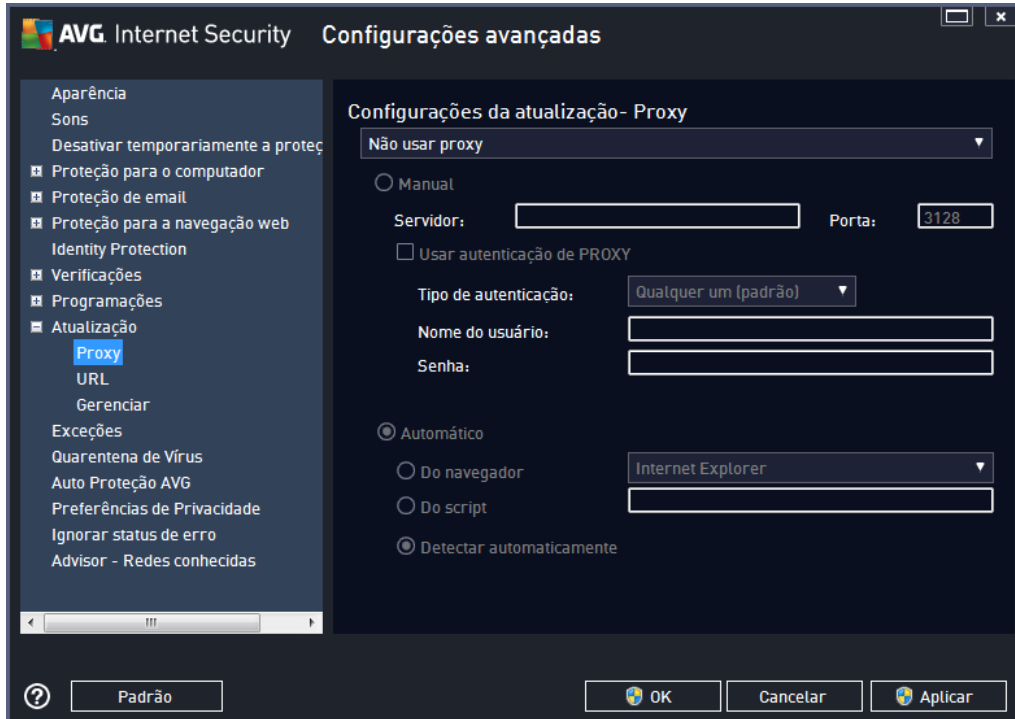 AVG. Internet Security Configurações avançadas
Aparência
Sons
Desativar temporariamente a proteç
Proteção para o computador
Proteção de email
Proteção para a navegação web
Identity Protection
Verificações
Programações
Atualização
Proxy
URL
Gerenciar
Exceções
Quarentena de Vírus
Auto Proteção AVG
Preferências de Privacidade
Ignorar status de erro
Advisor - Redes conhecidas
Configurações da atualização- Proxy
Não usar proxy
Manual
Servidor: Porta: 3128
Usar autenticação de PROXY
Tipo de autenticação: Qualquer um (padrão)
Nome do usuário:
Senha:
Automático
Do navegador Internet Explorer
Do script
Detectar automaticamente
? Padrão OK Cancelar Aplicar